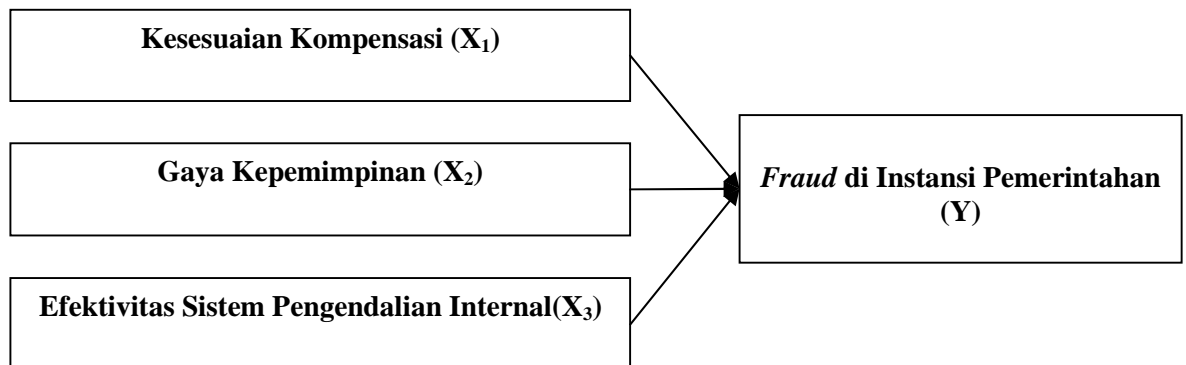 Kesesuaian Kompensasi (X₁)
Gaya Kepemimpinan (X₂)
Efektivitas Sistem Pengendalian Internal(X₃)
Fraud di Instansi Pemerintahan
(Y)